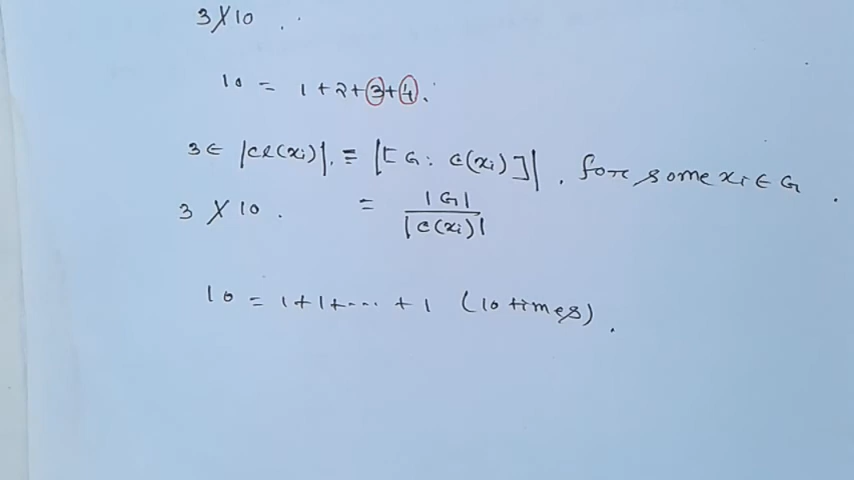 3 ∤ 10 .
10 = 1 + 2 + 3 + 4 .
3 ∈ |cl(xᵢ)| . = |[G : C(xᵢ)]| . for some xᵢ ∈ G .
3 ∤ 10 . = |G| / |C(xᵢ)|
10 = 1 + 1 + ... + 1 (10 times) .